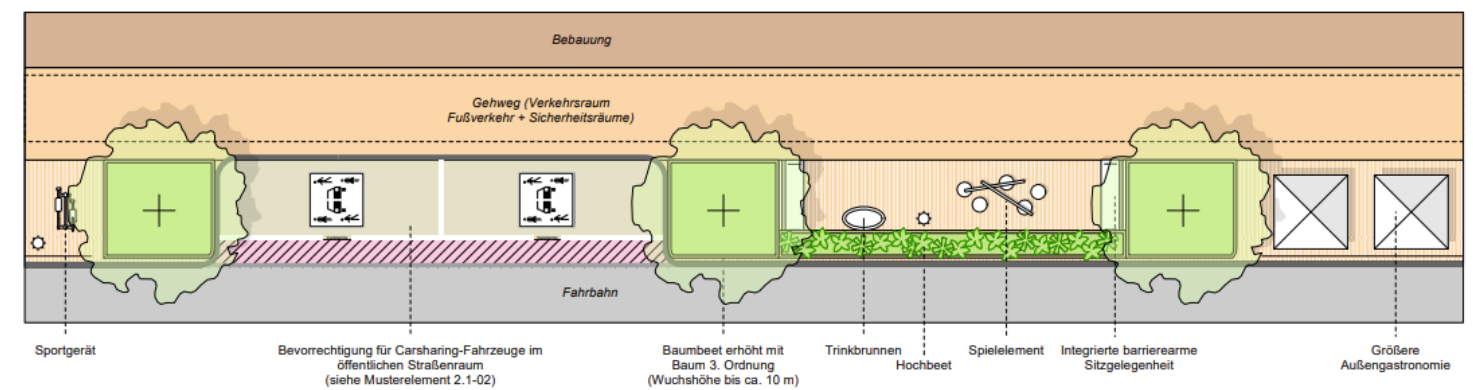 Bebauung
Gehweg (Verkehrsraum
Fußverkehr + Sicherheitsräume)
Fahrbahn
Sportgerät
Bevorrechtigung für Carsharing-Fahrzeuge im
öffentlichen Straßenraum
(siehe Musterelement 2.1-02)
Baumbeet erhöht mit
Baum 3. Ordnung
(Wuchshöhe bis ca. 10 m)
Trinkbrunnen
Hochbeet
Spielelement
Integrierte barrierearme
Sitzgelegenheit
Größere
Außengastronomie